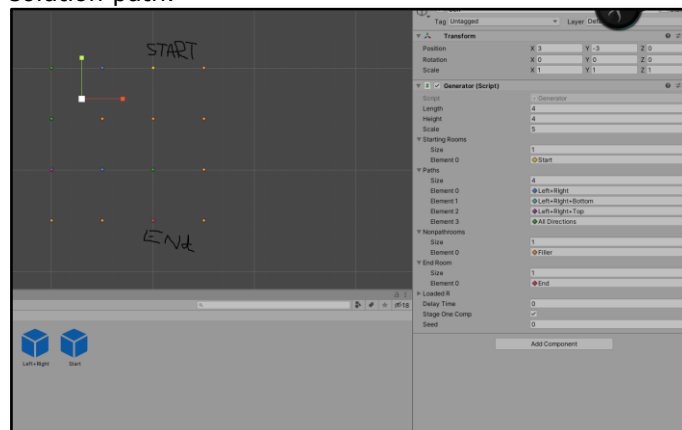 solution path.
Tag Untagged Layer Def
Transform
Position X 3 Y -3 Z 0
Rotation X 0 Y 0 Z 0
Scale X 1 Y 1 Z 1
Generator (Script)
Script Generator
Length 4
Height 4
Scale 5
Starting Rooms
Size 1
Element 0 Start
Paths
Size 4
Element 0 Left+Right
Element 1 Left+Right+Bottom
Element 2 Left+Right+Top
Element 3 All Directions
Nonpathrooms
Size 1
Element 0 Filler
End Room
Size 1
Element 0 End
Loaded R
Delay Time 0
Stage One Comp
Seed 0
Add Component
START
ENd
18
Left+Right Start